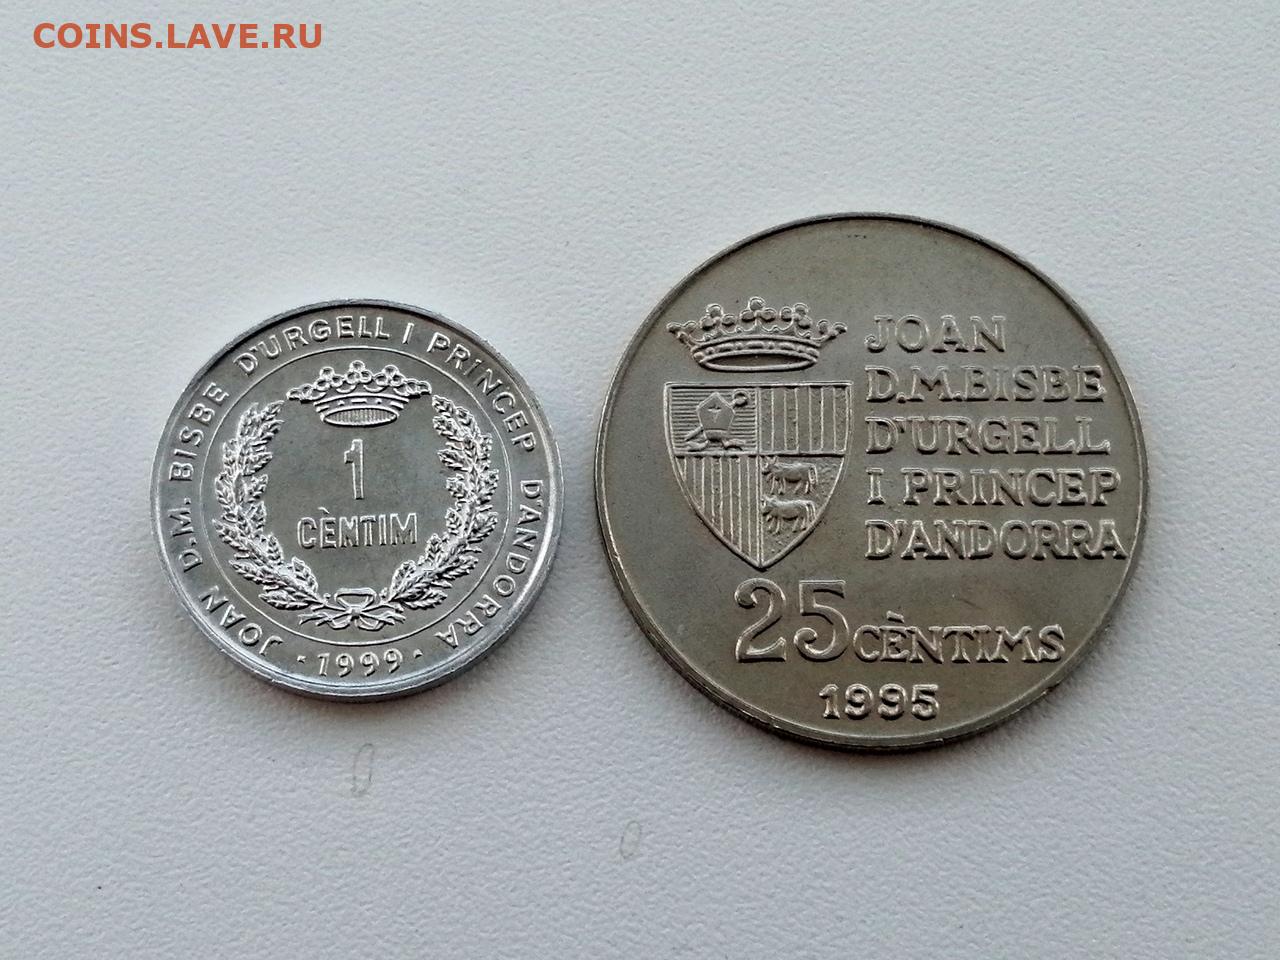 COINS.LAVE.RU
JOAN D.M. BISBE D'URGELL I PRINCEP D'ANDORRA
1
CÈNTIM
· 1999 ·
JOAN
D.M.BISBE
D'URGELL
I PRINCEP
D'ANDORRA
25 CÈNTIMS
1995